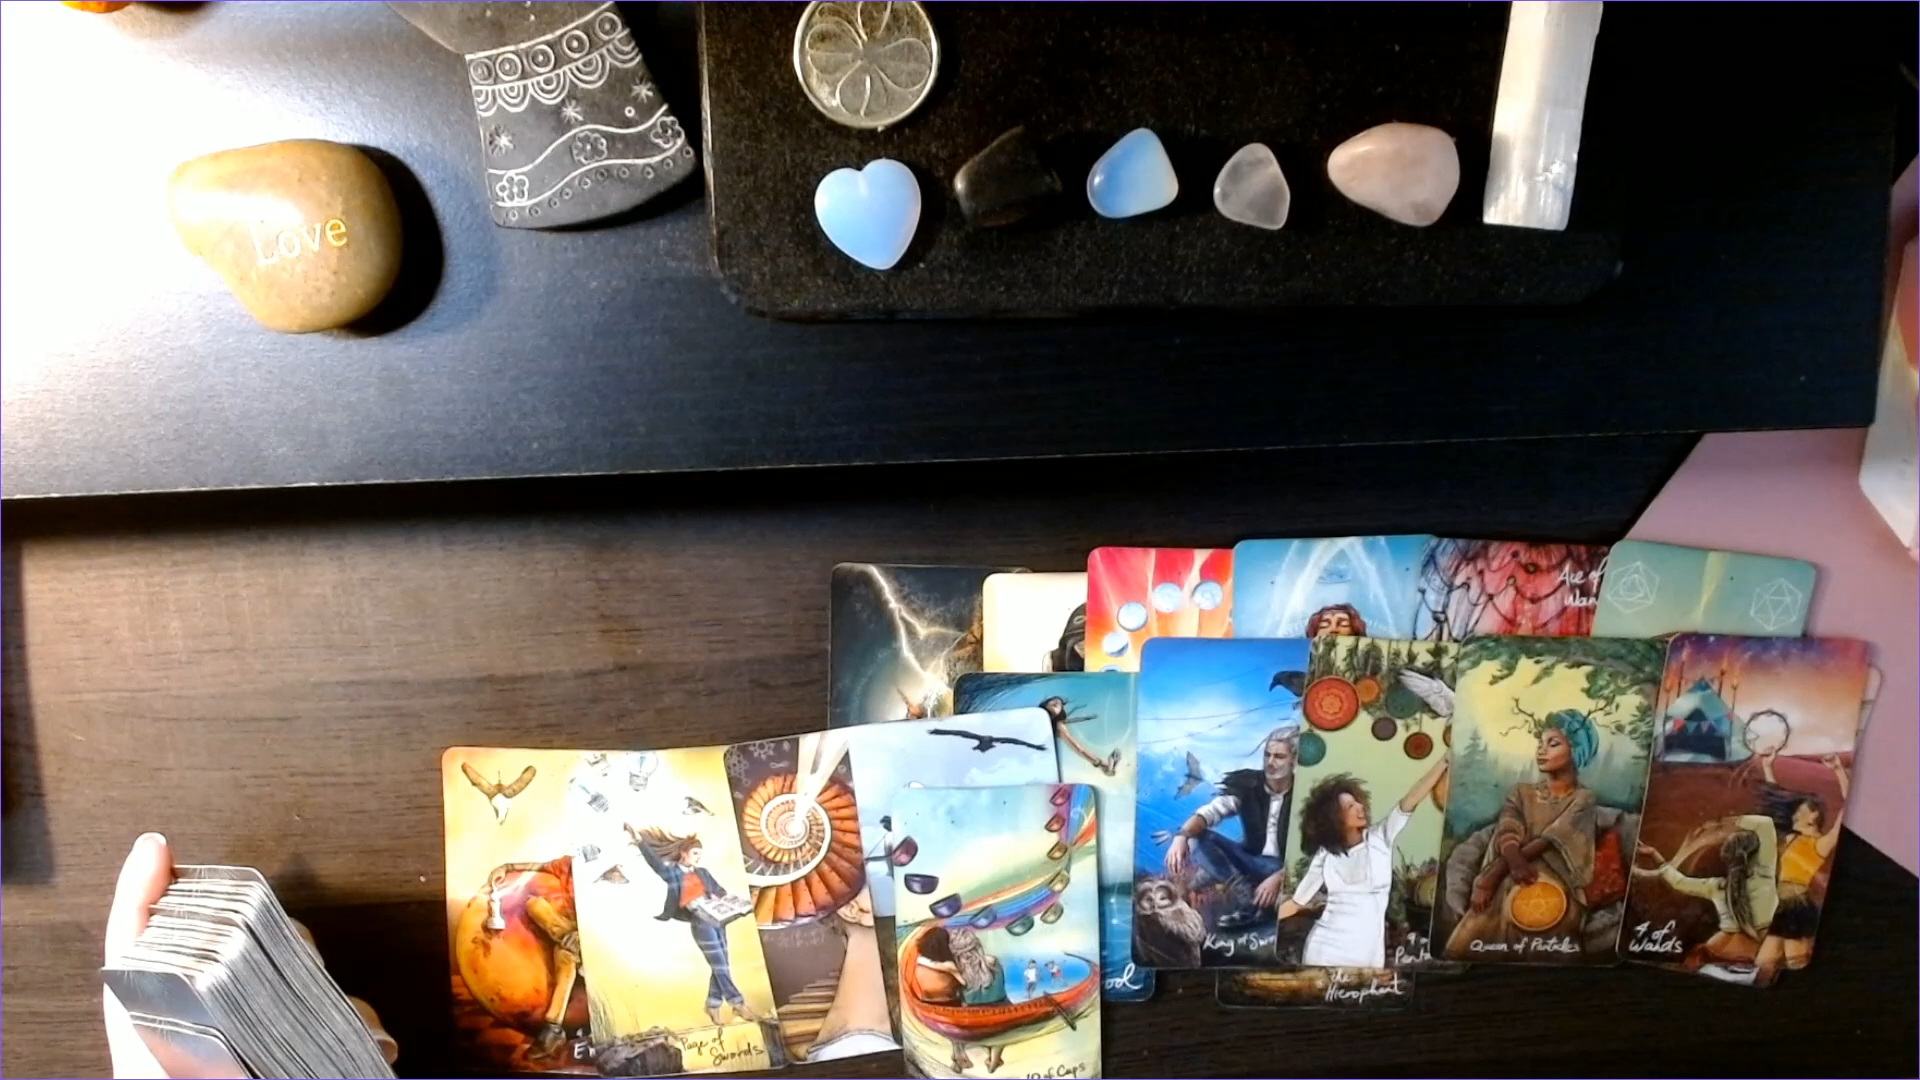 Love
Ace of
Wan
King of Swo
Penta
Queen of Pentacles
4 of
Wands
ool
the
Hierophant
Page of
Swords
10 of Cups